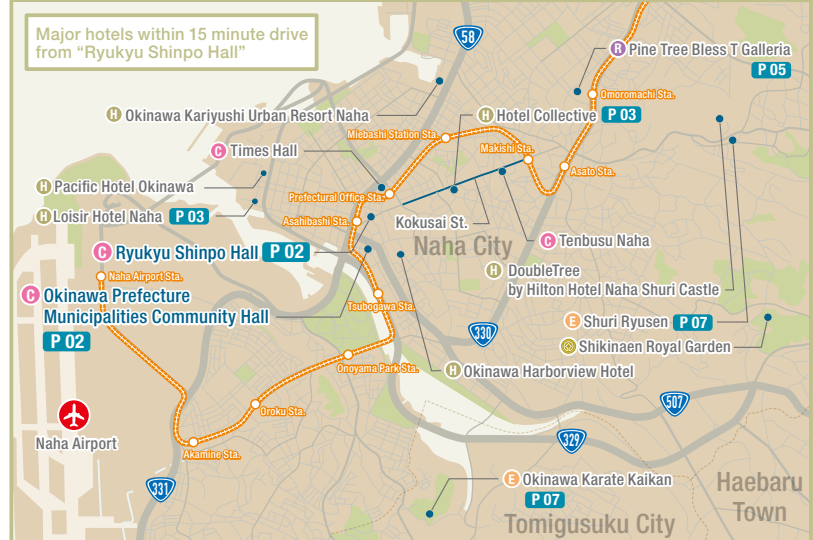 Major hotels within 15 minute drive
from “Ryukyu Shinpo Hall”
58
R Pine Tree Bless T Galleria
P 05
Omoromachi Sta.
H Okinawa Kariyushi Urban Resort Naha
H Hotel Collective P 03
Miebashi Station Sta.
C Times Hall
Makishi Sta.
Asato Sta.
H Pacific Hotel Okinawa
Prefectural Office Sta.
H Loisir Hotel Naha P 03
Asahibashi Sta.
Kokusai St.
Naha City
C Tenbusu Naha
C Ryukyu Shinpo Hall P 02
H DoubleTree
by Hilton Hotel Naha Shuri Castle
Naha Airport Sta.
C Okinawa Prefecture
Municipalities Community Hall
P 02
Tsubogawa Sta.
E Shuri Ryusen P 07
330
Shikinaen Royal Garden
Onoyama Park Sta.
H Okinawa Harborview Hotel
507
Oroku Sta.
Naha Airport
329
Akamine Sta.
331
E Okinawa Karate Kaikan
P 07
Haebaru
Town
Tomigusuku City